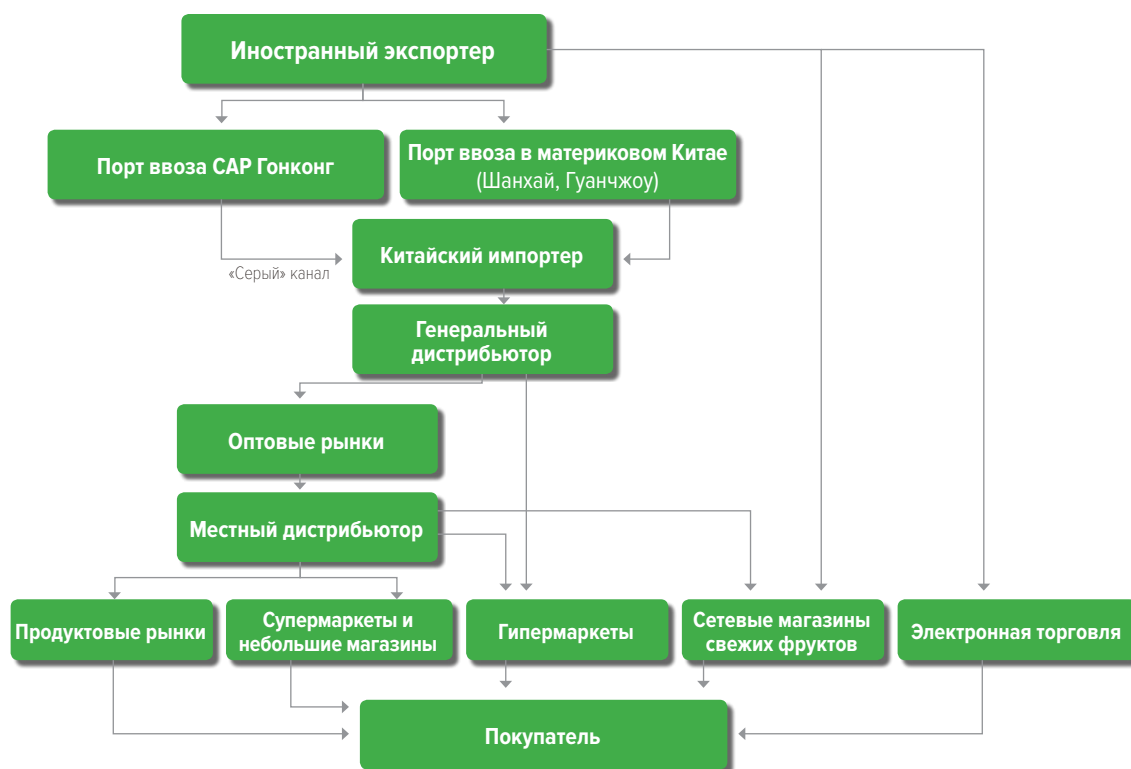 Иностранный экспортер
Порт ввоза САР Гонконг
Порт ввоза в материковом Китае
(Шанхай, Гуанчжоу)
Китайский импортер
«Серый» канал
Генеральный
дистрибьютор
Оптовые рынки
Местный дистрибьютор
Продуктовые рынки
Супермаркеты и
небольшие магазины
Гипермаркеты
Сетевые магазины
свежих фруктов
Электронная торговля
Покупатель